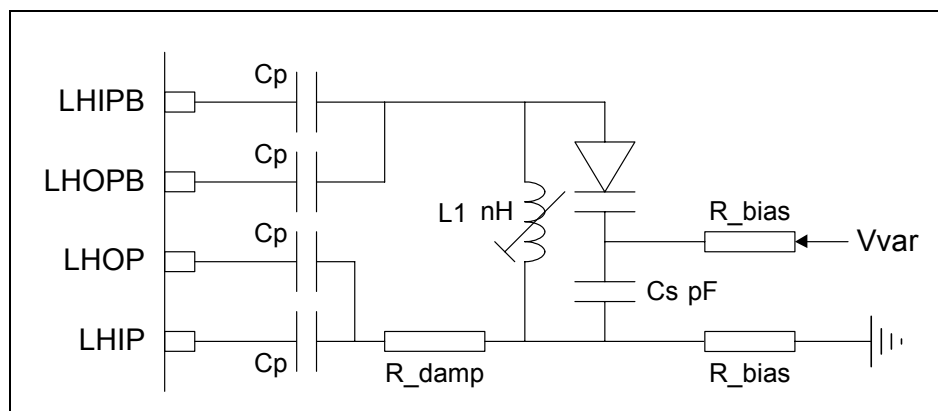 Cp
LHIPB
Cp
LHOPB
L1 nH
R_bias
Cp
Vvar
LHOP
Cs pF
LHIP
Cp
R_damp
R_bias